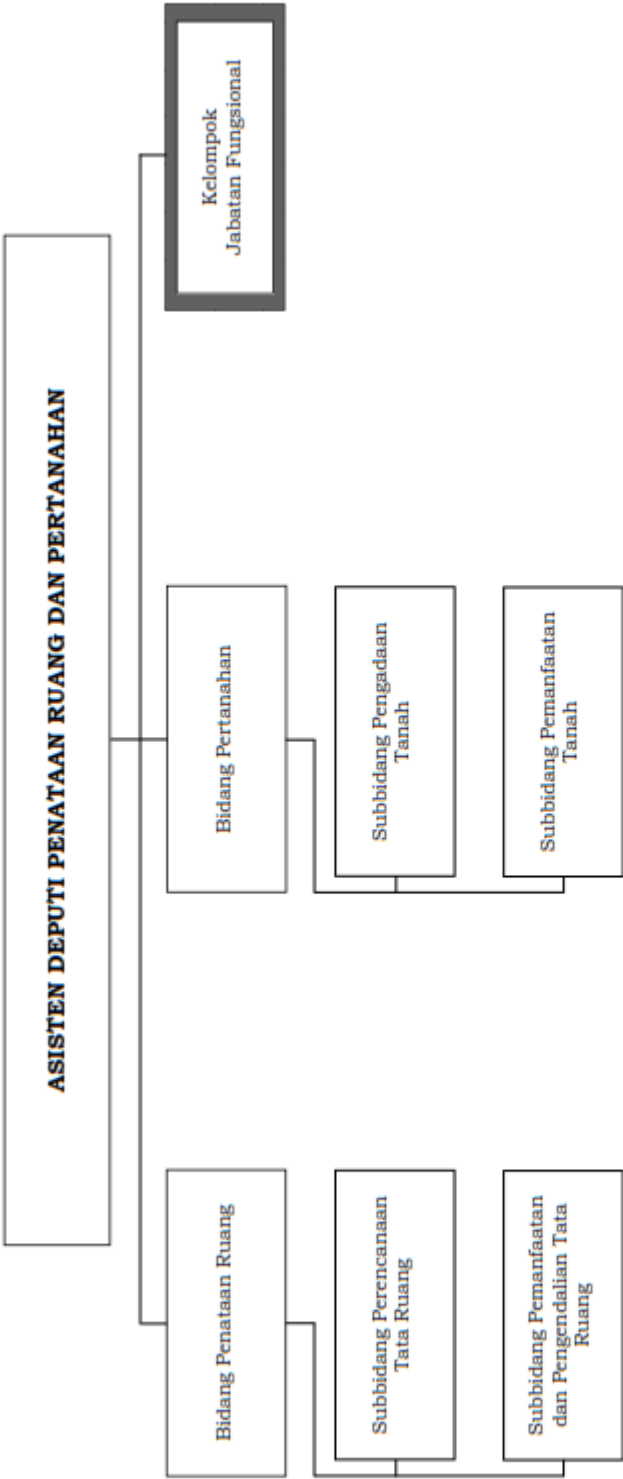 ASISTEN DEPUTI PENATAAN RUANG DAN PERTANAHAN
Bidang Penataan Ruang
Bidang Pertanahan
Kelompok
Jabatan Fungsional
Subbidang Perencanaan
Tata Ruang
Subbidang Pengadaan
Tanah
Subbidang Pemanfaatan
dan Pengendalian Tata
Ruang
Subbidang Pemanfaatan
Tanah